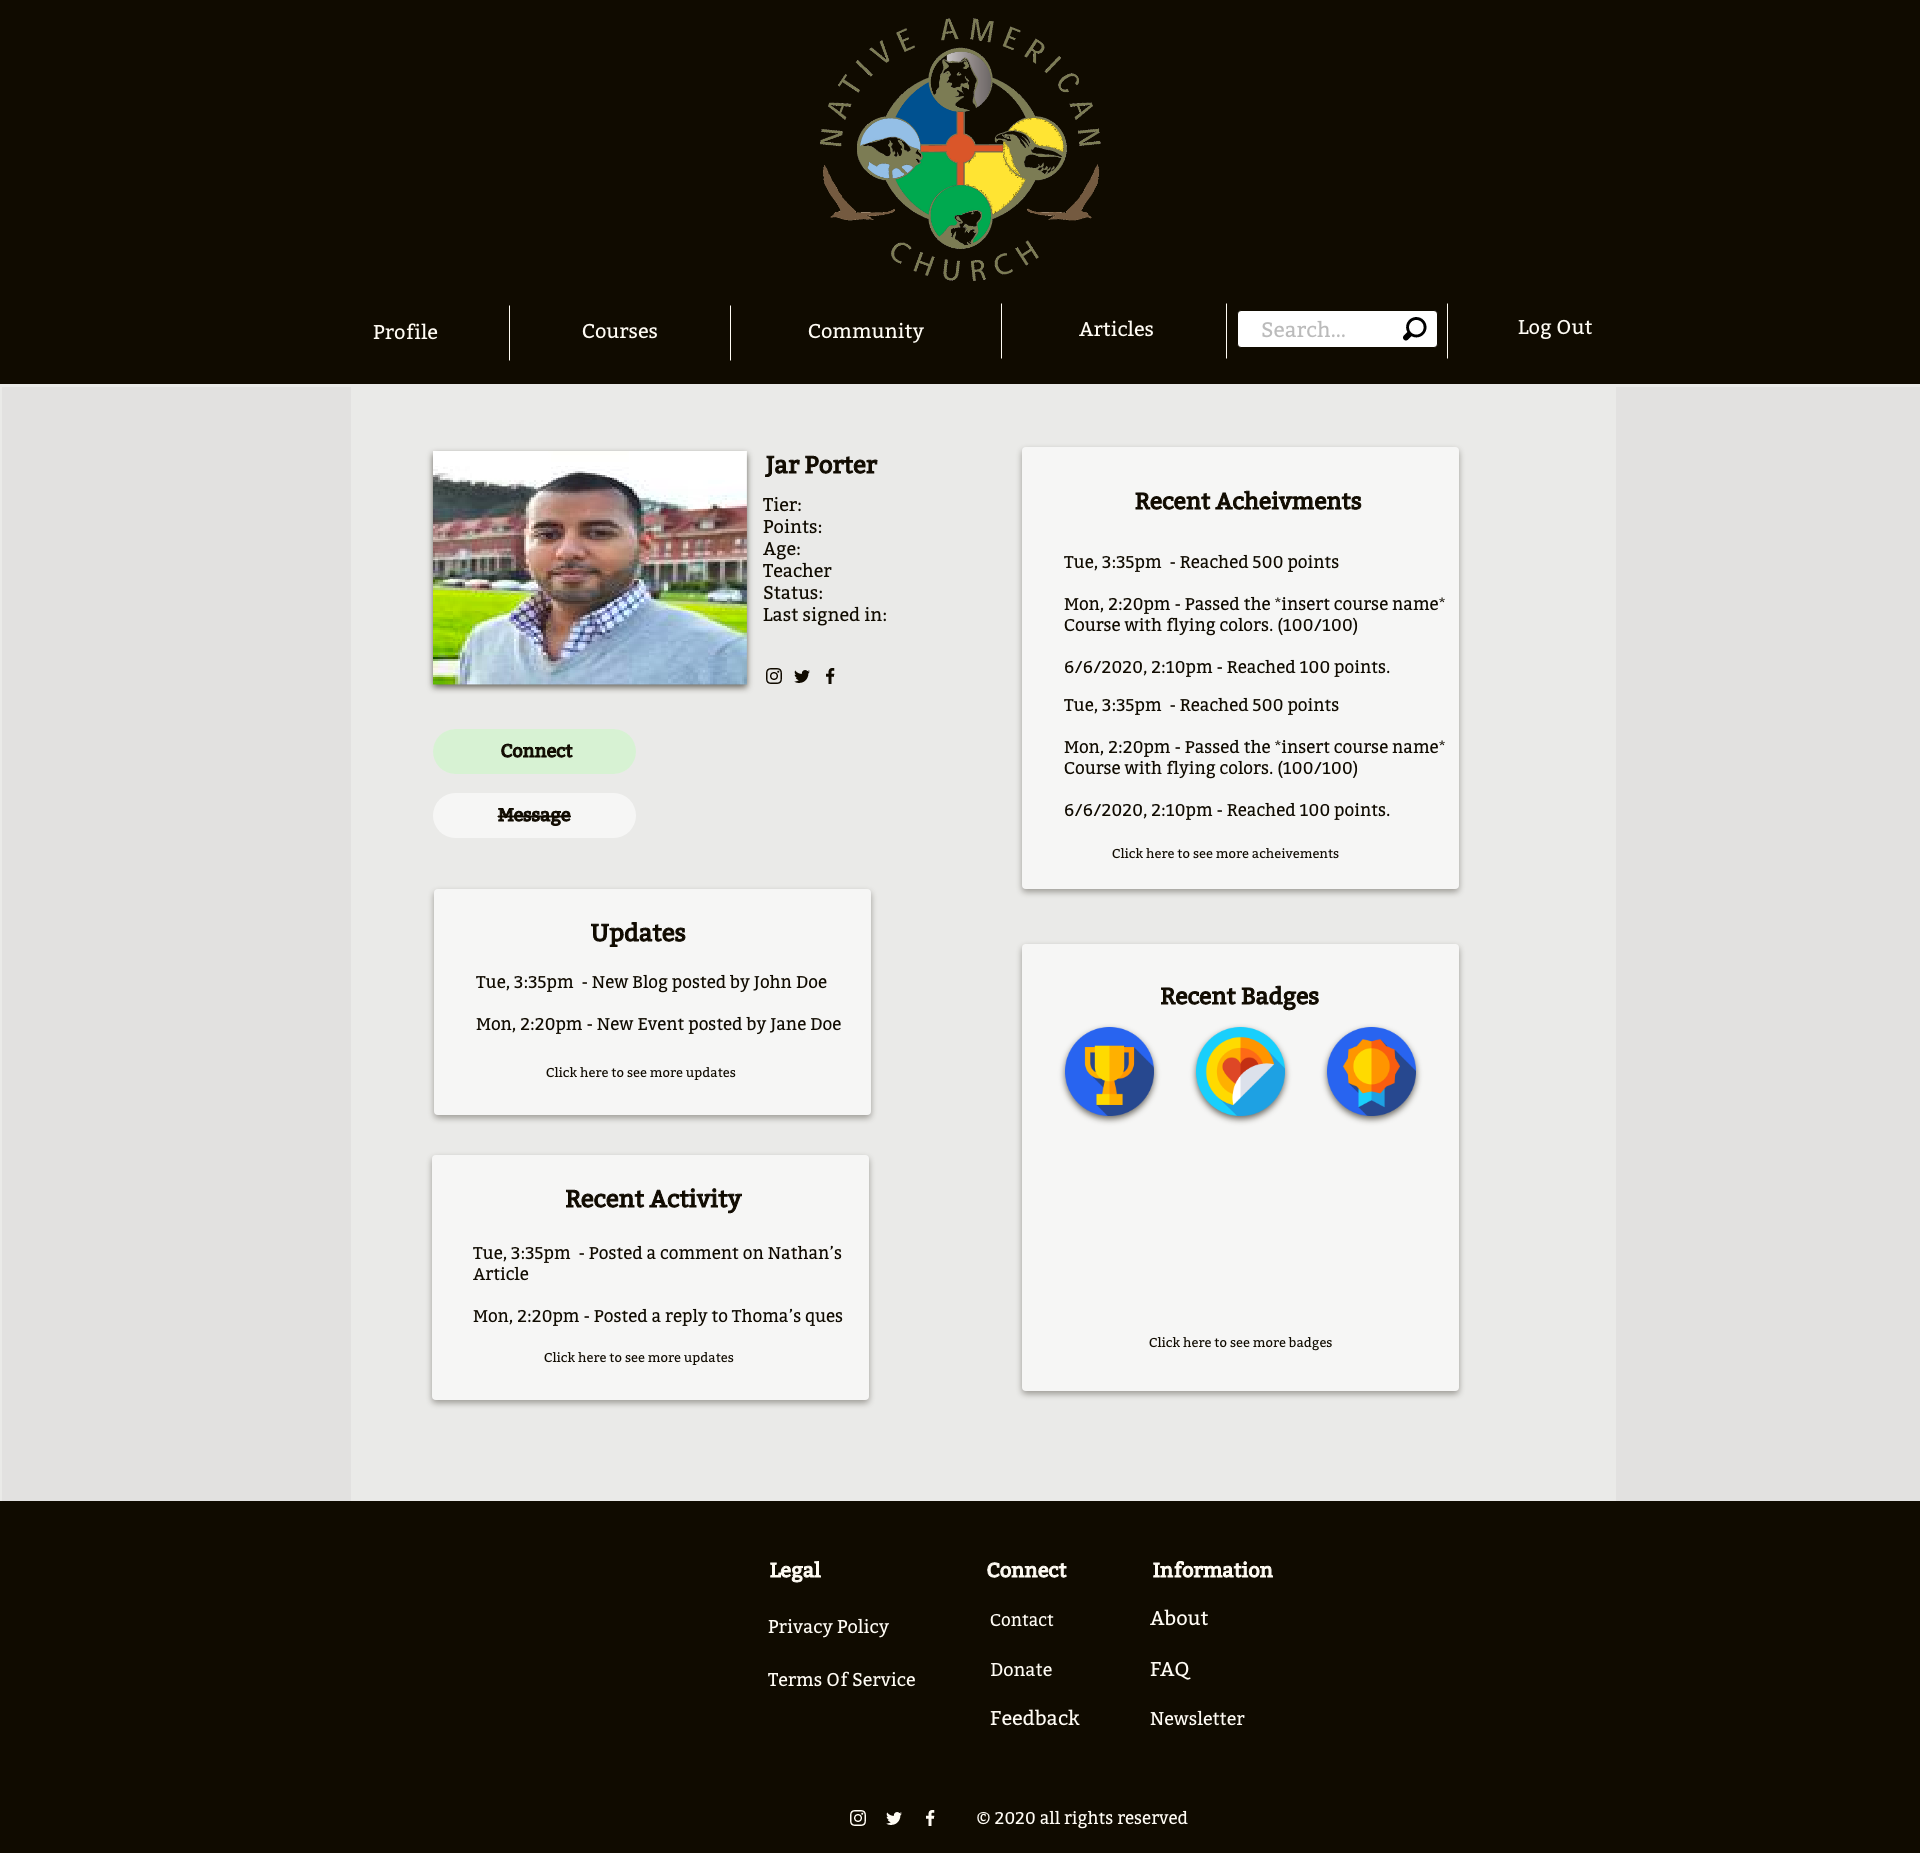 NATIVE AMERICAN
CHURCH
Profile
Courses
Community
Articles
Search...
Log Out
Jar Porter
Tier:
Points:
Age:
Teacher
Status:
Last signed in:
Connect
Message
Updates
Tue, 3:35pm  - New Blog posted by John Doe
Mon, 2:20pm - New Event posted by Jane Doe
Click here to see more updates
Recent Activity
Tue, 3:35pm  - Posted a comment on Nathan’s
Article
Mon, 2:20pm - Posted a reply to Thoma’s ques
Click here to see more updates
Recent Acheivments
Tue, 3:35pm  - Reached 500 points
Mon, 2:20pm - Passed the *insert course name*
Course with flying colors. (100/100)
6/6/2020, 2:10pm - Reached 100 points.
Tue, 3:35pm  - Reached 500 points
Mon, 2:20pm - Passed the *insert course name*
Course with flying colors. (100/100)
6/6/2020, 2:10pm - Reached 100 points.
Click here to see more acheivements
Recent Badges
Click here to see more badges
Legal
Privacy Policy
Terms Of Service
Connect
Contact
Donate
Feedback
Information
About
FAQ
Newsletter
© 2020 all rights reserved